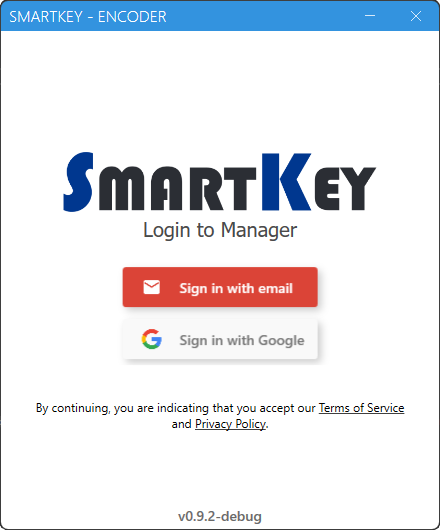 SMARTKEY - ENCODER
SMARTKEY
Login to Manager
Sign in with email
Sign in with Google
By continuing, you are indicating that you accept our Terms of Service
and Privacy Policy.
v0.9.2-debug